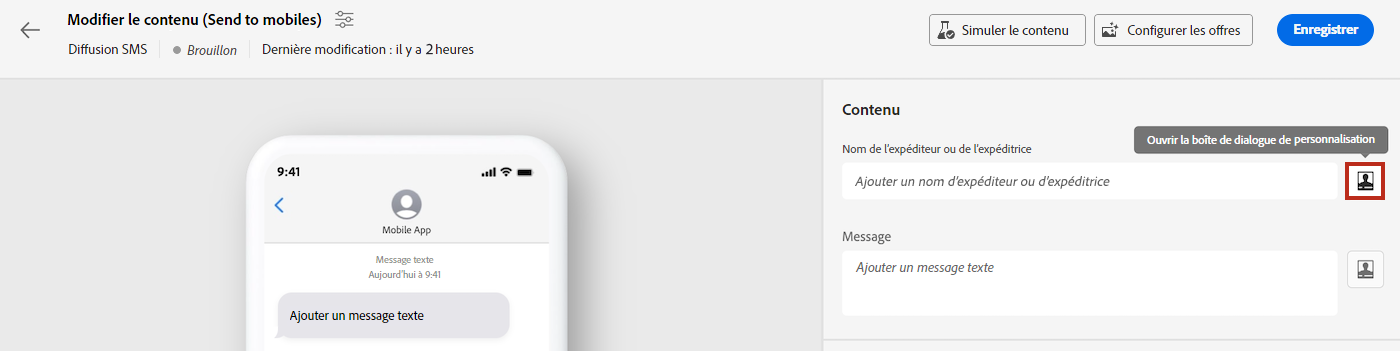 Modifier le contenu (Send to mobiles)
Diffusion SMS
Brouillon
Dernière modification : il y a 2 heures
Simuler le contenu
Configurer les offres
Enregistrer
9:41
Mobile App
Message texte
Aujourd'hui à 9:41
Ajouter un message texte
Contenu
Ouvrir la boîte de dialogue de personnalisation
Nom de l'expéditeur ou de l'expéditrice
Ajouter un nom d'expéditeur ou d'expéditrice
Message
Ajouter un message texte